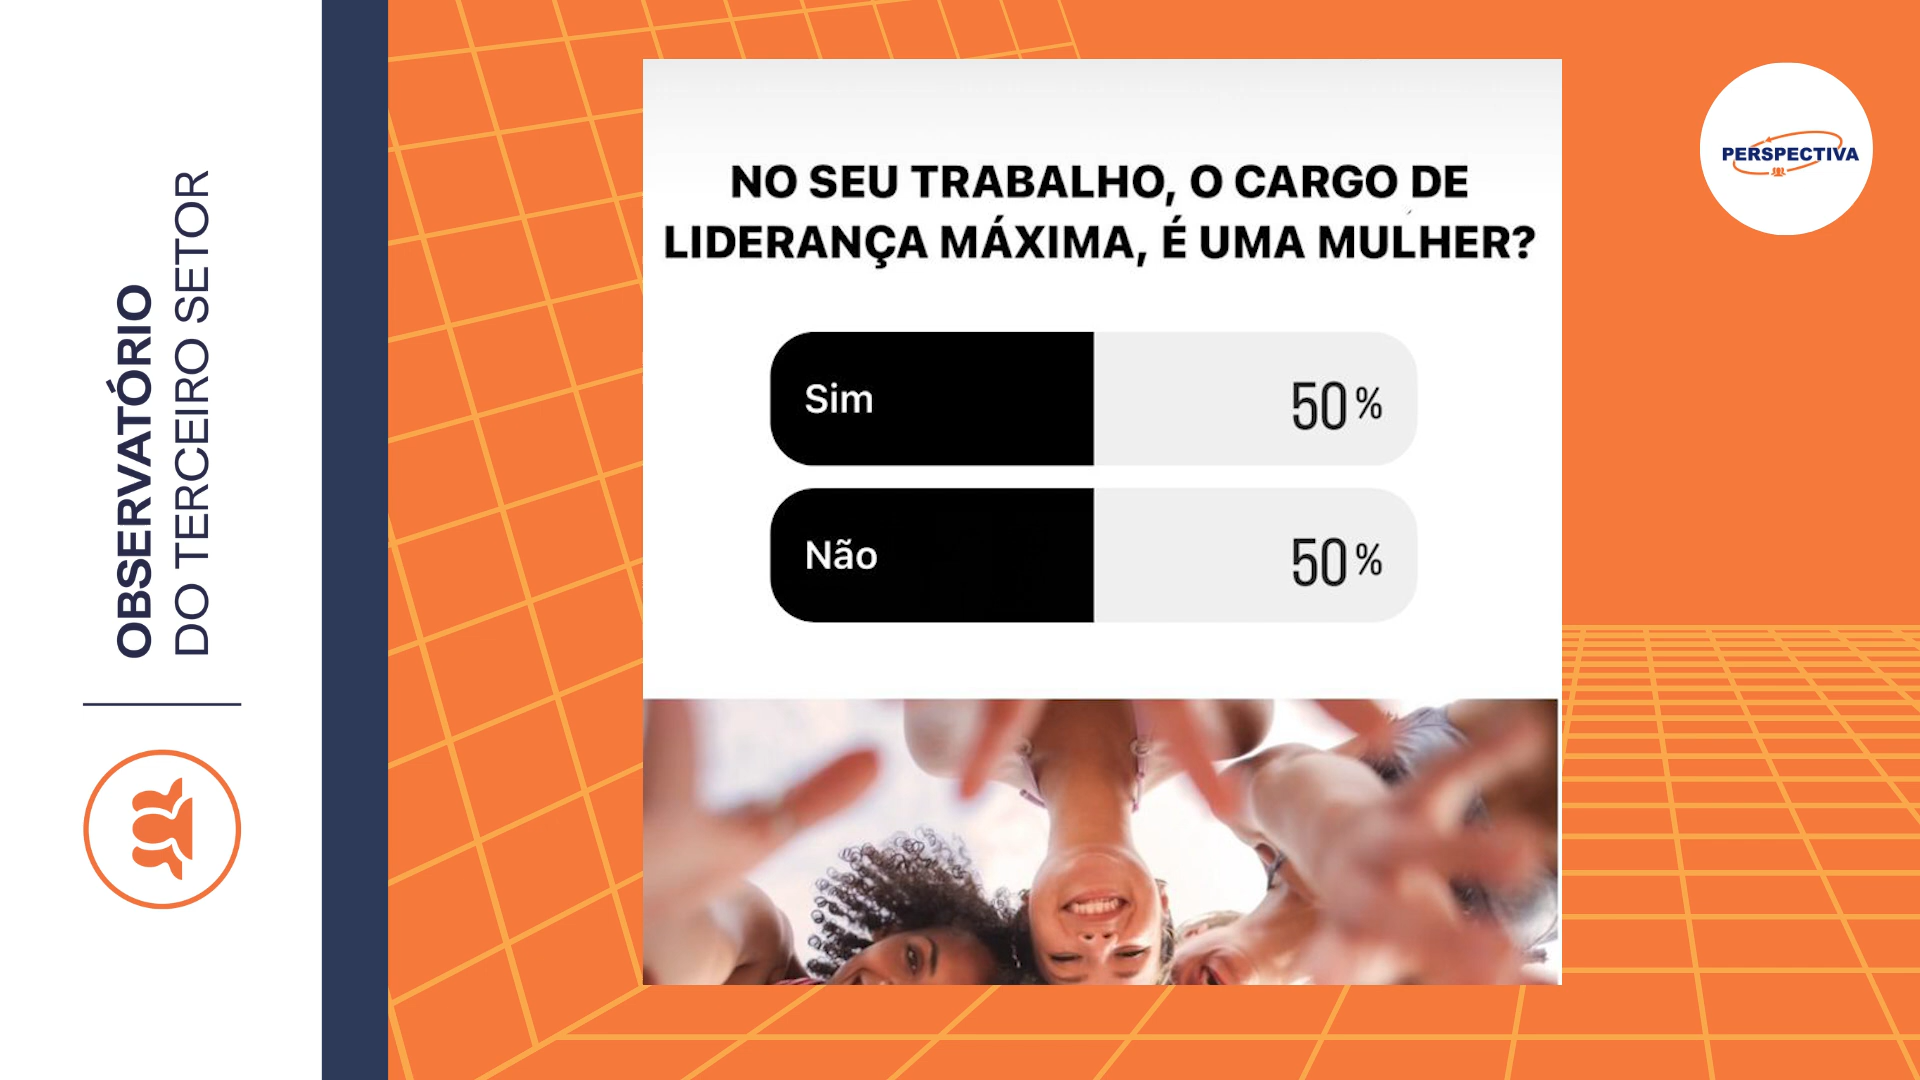 OBSERVATÓRIO
DO TERCEIRO SETOR
NO SEU TRABALHO, O CARGO DE
LIDERANÇA MÁXIMA, É UMA MULHER?
Sim 50%
Não 50%
PERSPECTIVA